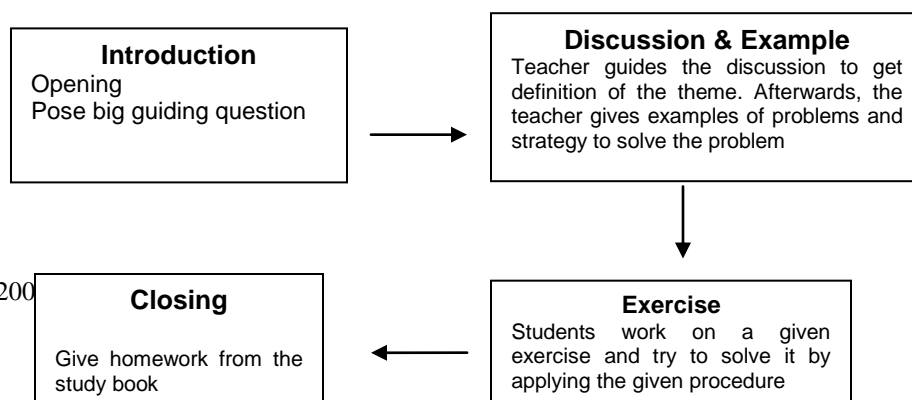 Introduction
Opening
Pose big guiding question
Discussion & Example
Teacher guides the discussion to get
definition of the theme. Afterwards, the
teacher gives examples of problems and
strategy to solve the problem
Exercise
Students work on a given
exercise and try to solve it by
applying the given procedure
200
Closing
Give homework from the
study book